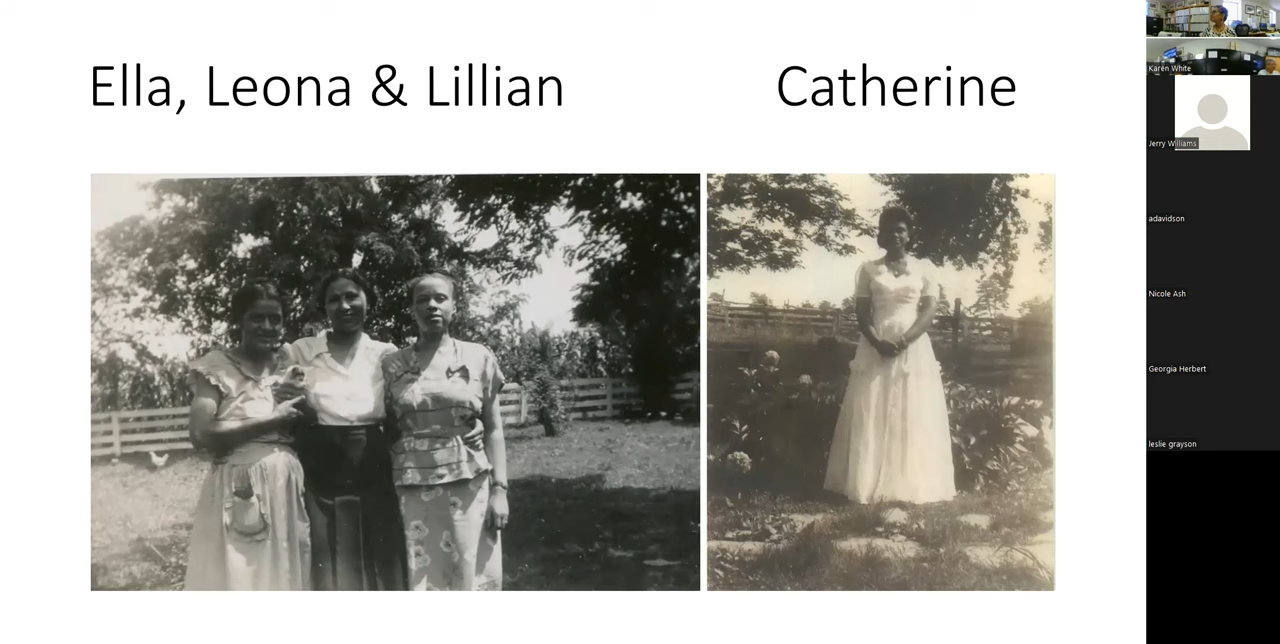 Ella, Leona & Lillian
Catherine
Karen White
Jerry Williams
adavidson
Nicole Ash
Georgia Herbert
leslie grayson